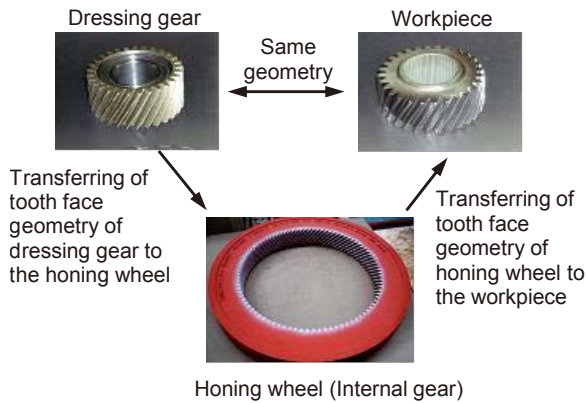 Dressing gear
Workpiece
Same
geometry
Transferring of
tooth face
geometry of
dressing gear to
the honing wheel
Transferring of
tooth face
geometry of
honing wheel to
the workpiece
Honing wheel (Internal gear)